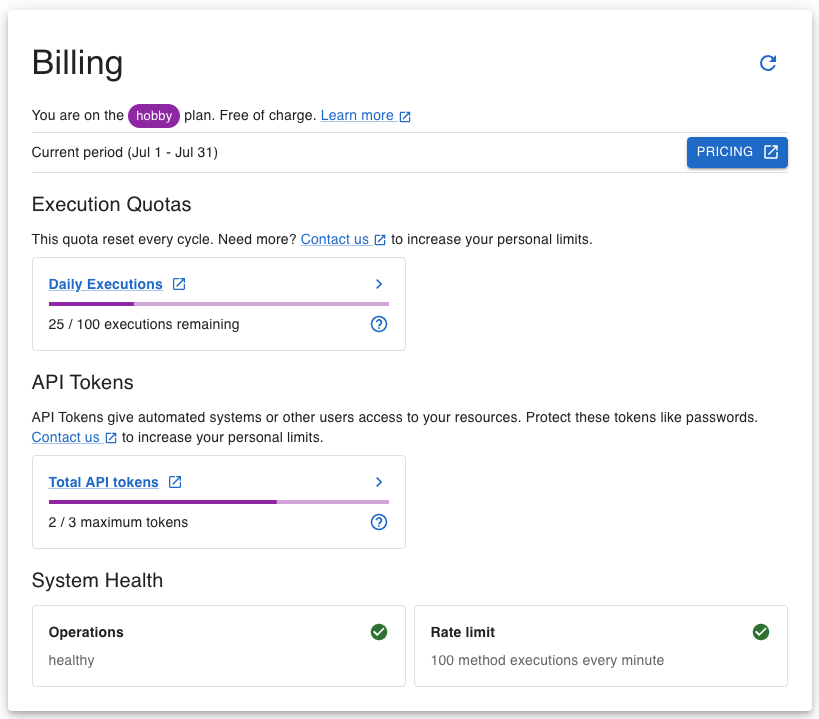 Billing
You are on the hobby plan. Free of charge. Learn more
Current period (Jul 1 - Jul 31)
PRICING
Execution Quotas
This quota reset every cycle. Need more? Contact us to increase your personal limits.
Daily Executions
25 / 100 executions remaining
API Tokens
API Tokens give automated systems or other users access to your resources. Protect these tokens like passwords.
Contact us to increase your personal limits.
Total API tokens
2 / 3 maximum tokens
System Health
Operations
healthy
Rate limit
100 method executions every minute